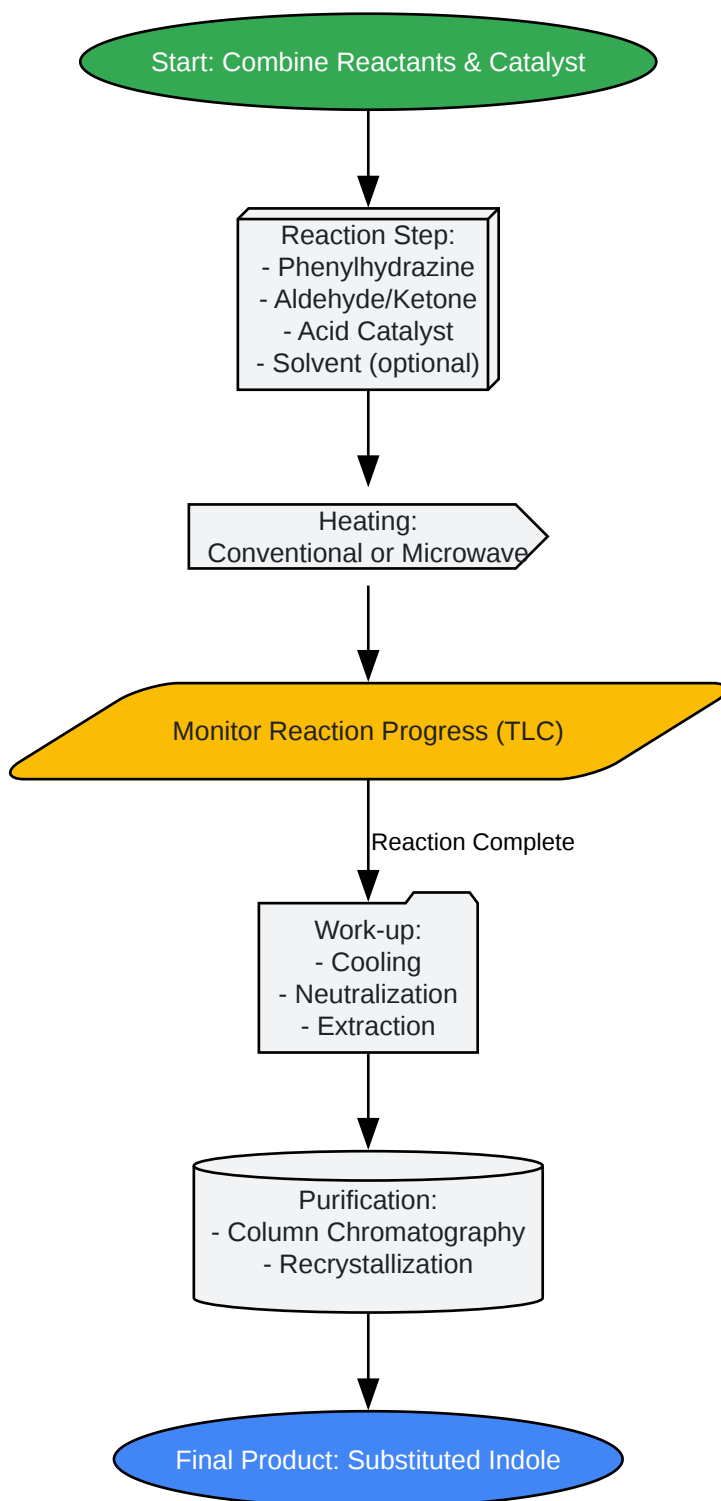 Start: Combine Reactants & Catalyst
Reaction Step:
- Phenylhydrazine
- Aldehyde/Ketone
- Acid Catalyst
- Solvent (optional)
Heating:
Conventional or Microwave
Monitor Reaction Progress (TLC)
Reaction Complete
Work-up:
- Cooling
- Neutralization
- Extraction
Purification:
- Column Chromatography
- Recrystallization
Final Product: Substituted Indole